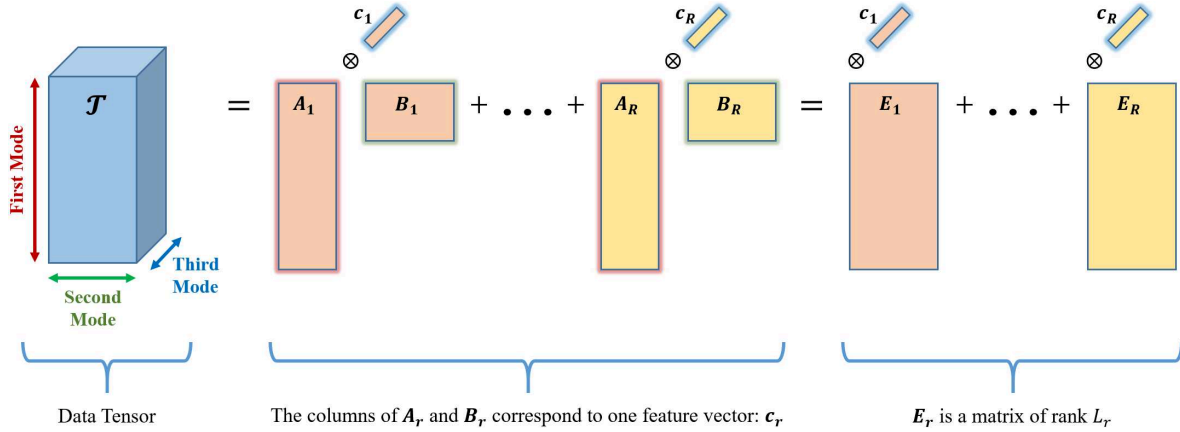 c₁ c_R c₁ c_R
⊗ ⊗ ⊗ ⊗
𝓣 = A₁ B₁ + ... + A_R B_R = E₁ + ... + E_R
First Mode
Third
Mode
Second
Mode
Data Tensor
The columns of A_r and B_r correspond to one feature vector: c_r
E_r is a matrix of rank L_r